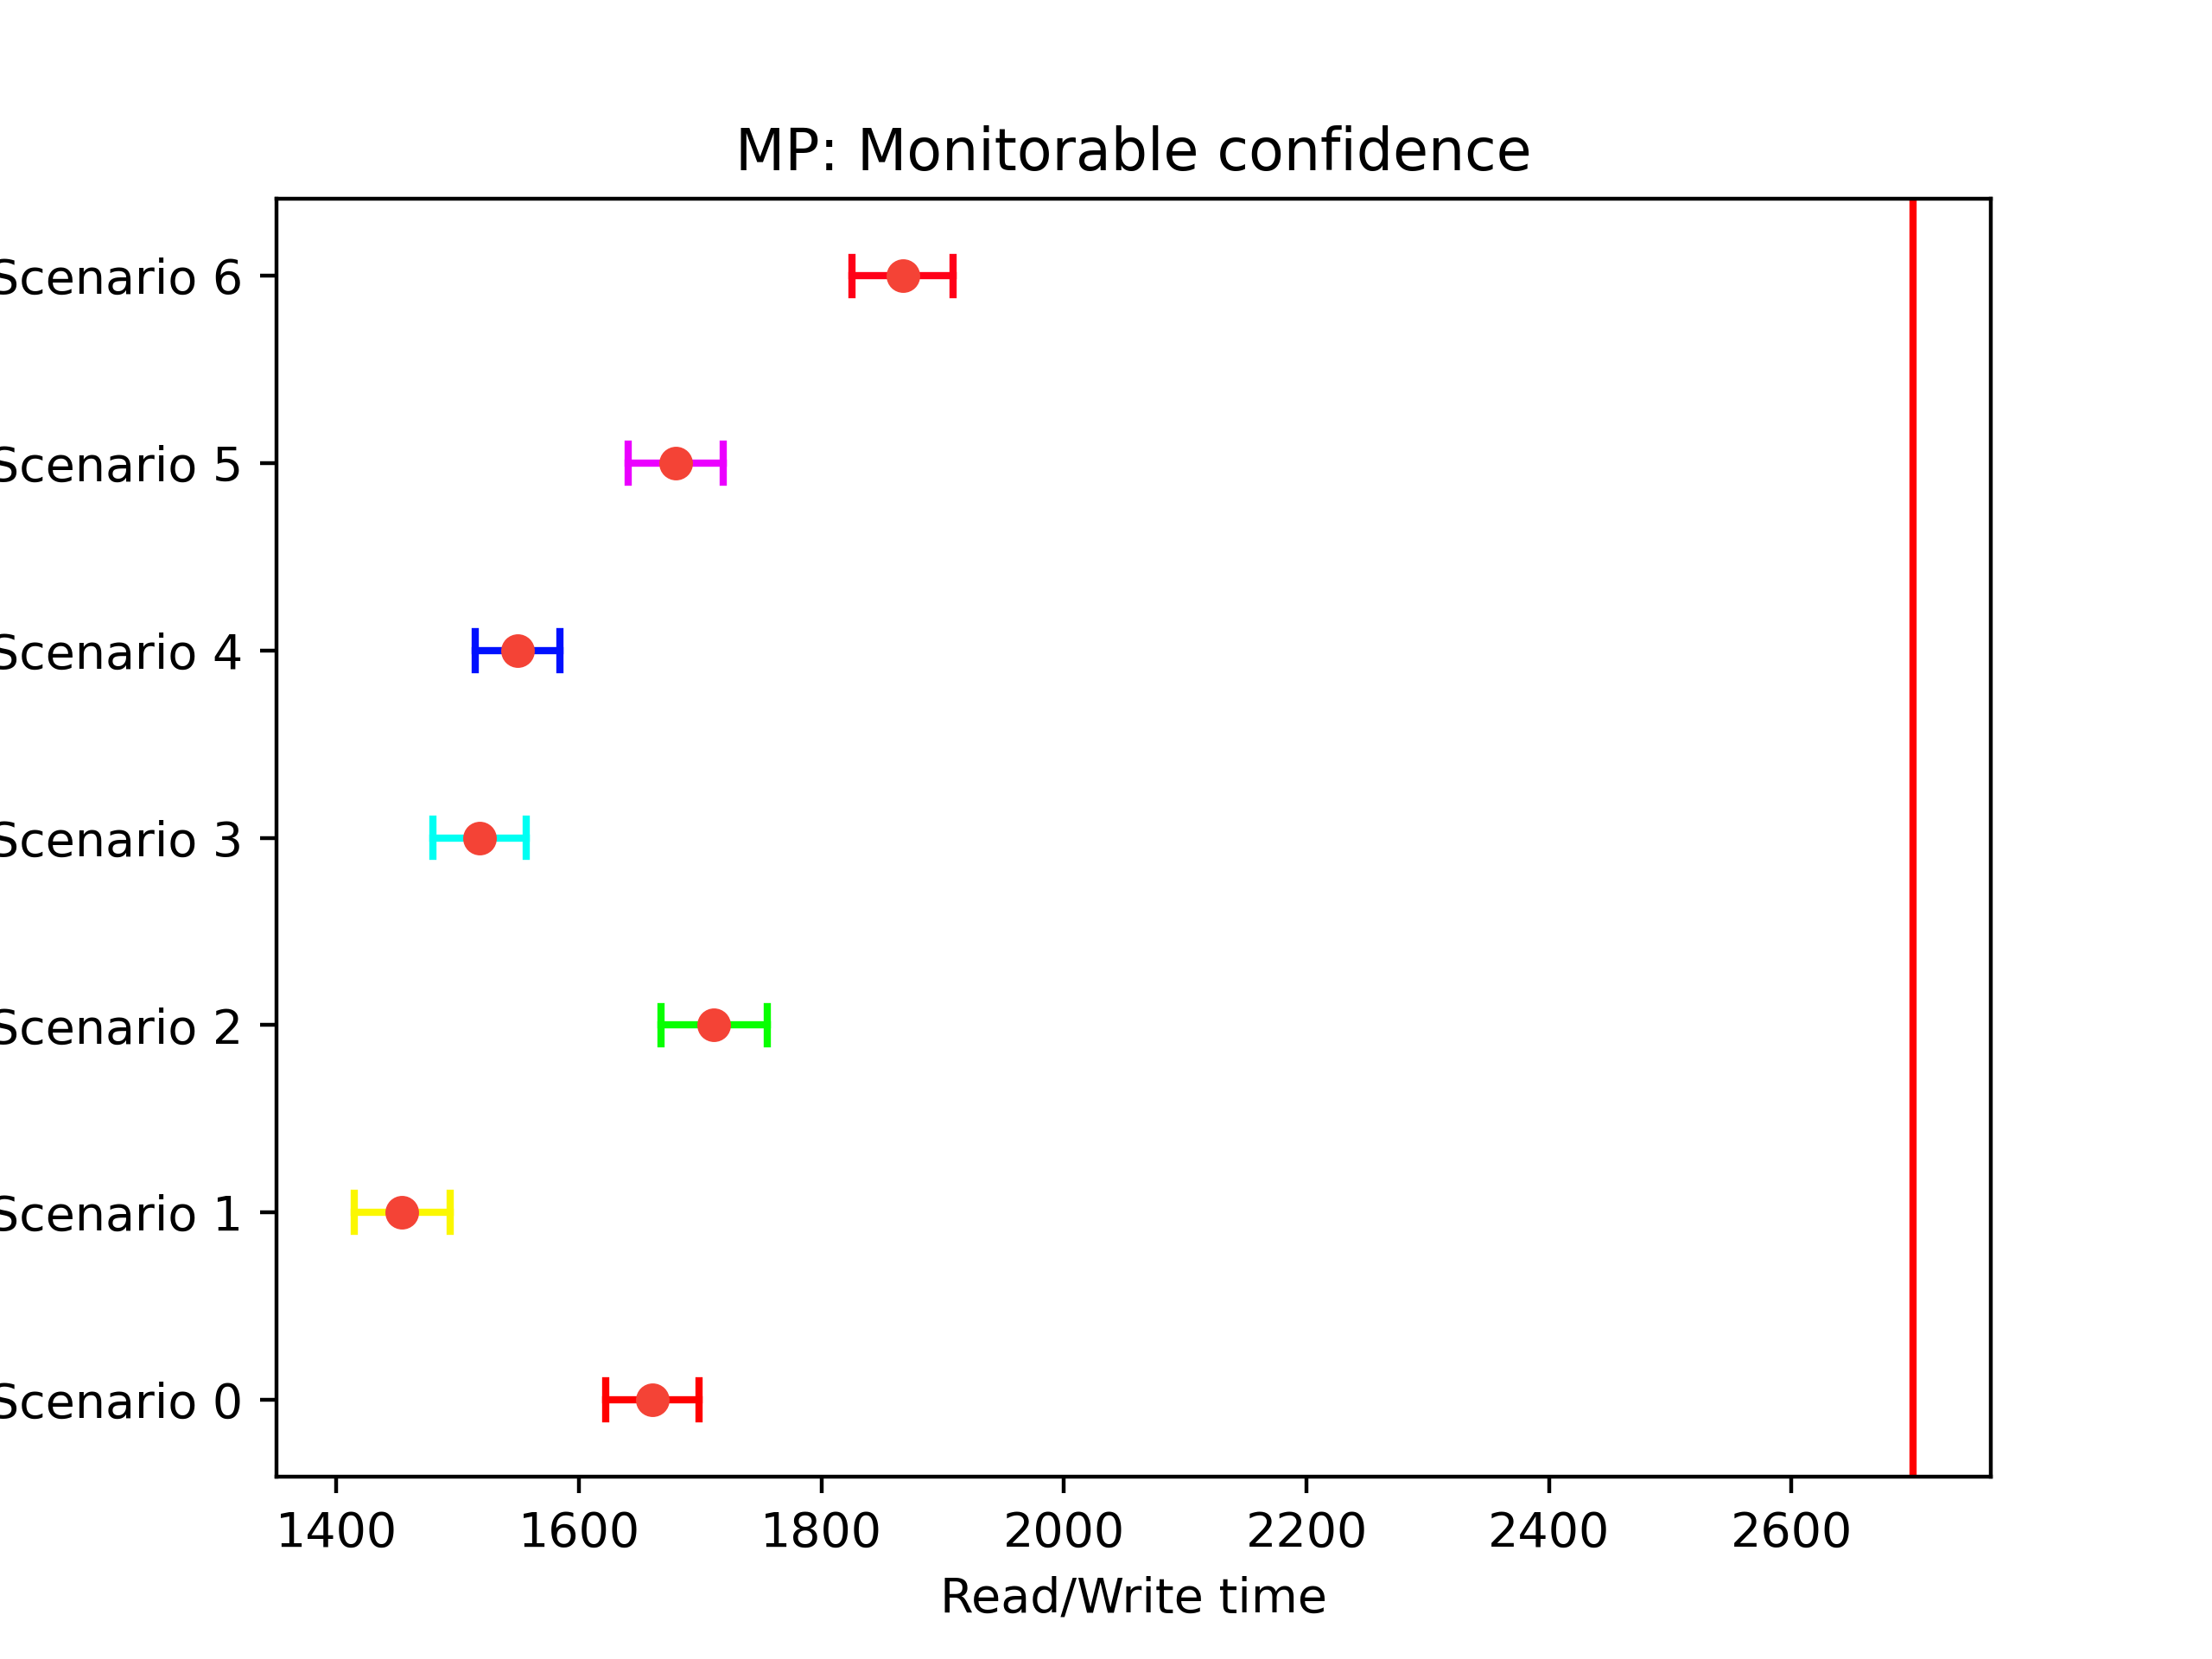 MP: Monitorable confidence
Scenario 6
Scenario 5
Scenario 4
Scenario 3
Scenario 2
Scenario 1
Scenario 0
1400 1600 1800 2000 2200 2400 2600
Read/Write time